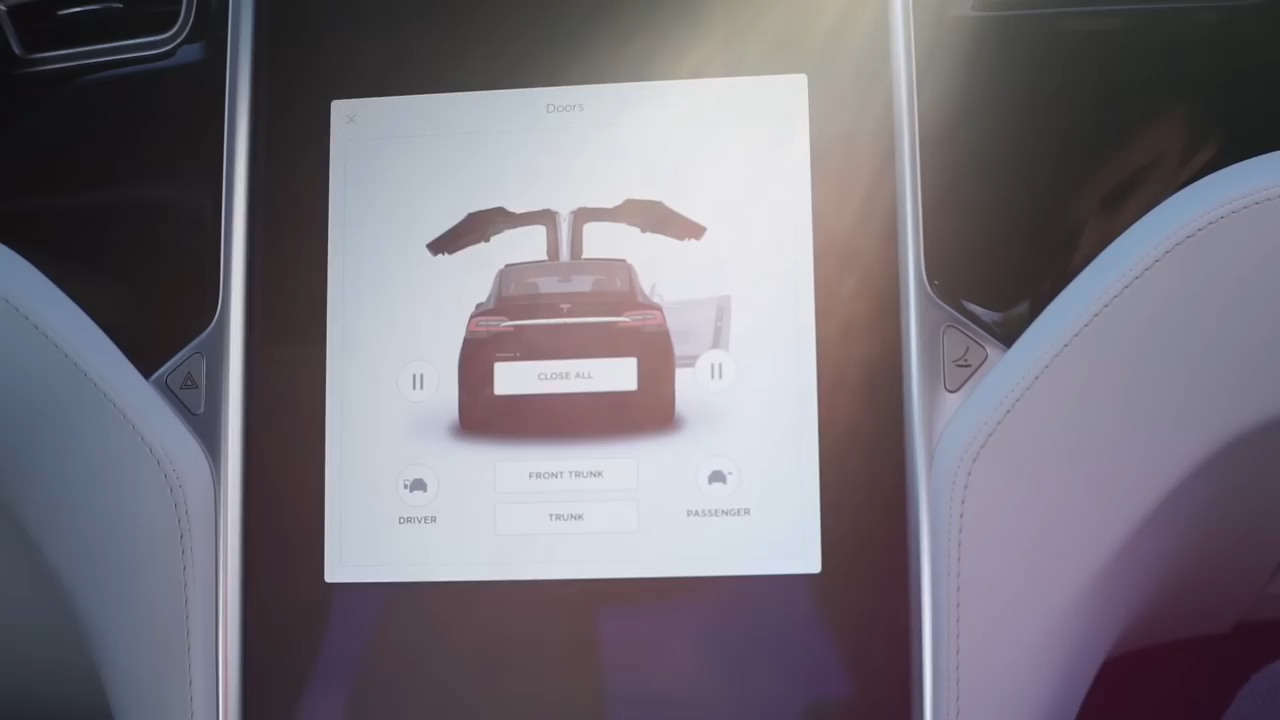 Doors
CLOSE ALL
FRONT TRUNK
TRUNK
DRIVER
PASSENGER